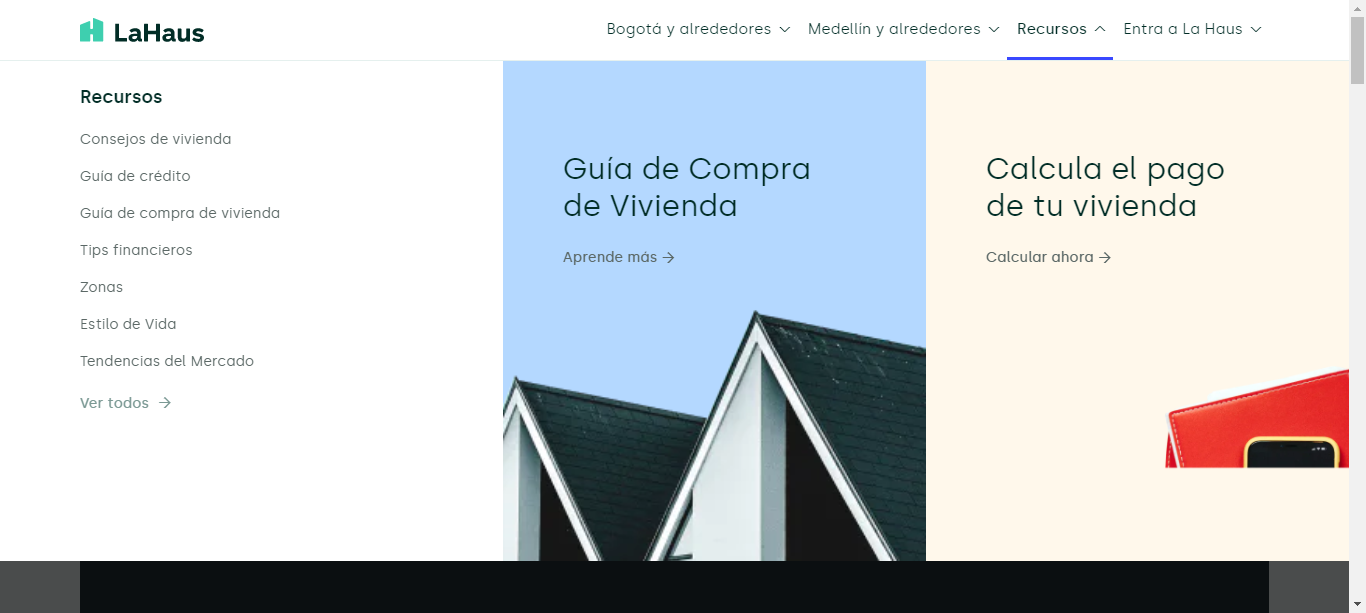 LaHaus
Bogotá y alrededores
Medellín y alrededores
Recursos
Entra a La Haus
Recursos
Consejos de vivienda
Guía de crédito
Guía de compra de vivienda
Tips financieros
Zonas
Estilo de Vida
Tendencias del Mercado
Ver todos
Guía de Compra
de Vivienda
Aprende más
Calcula el pago
de tu vivienda
Calcular ahora